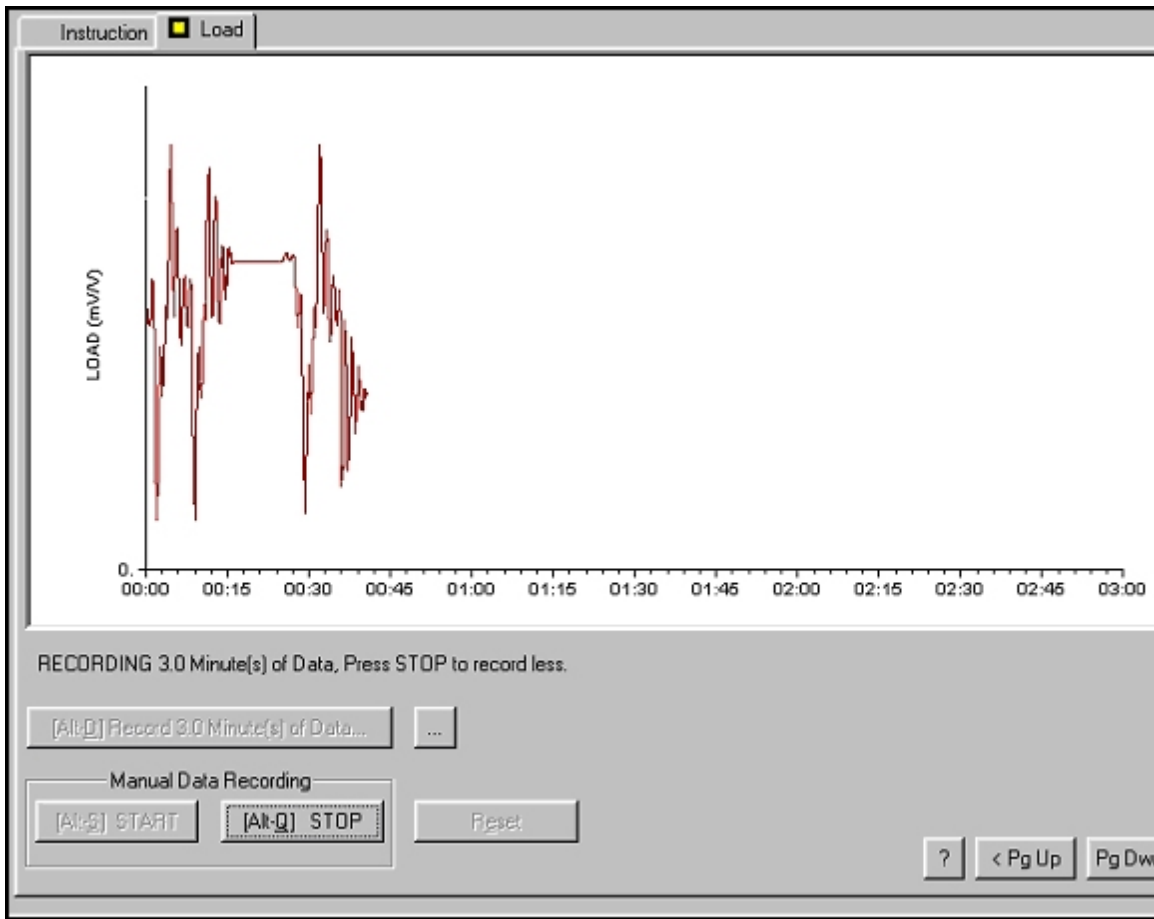 Instruction
Load
LOAD (mV/V)
0.
00:00 00:15 00:30 00:45 01:00 01:15 01:30 01:45 02:00 02:15 02:30 02:45 03:00
RECORDING 3.0 Minute(s) of Data, Press STOP to record less.
[Alt-D] Record 3.0 Minute(s) of Data... ...
Manual Data Recording
[Alt-S] START [Alt-Q] STOP Reset
? < Pg Up Pg Dw